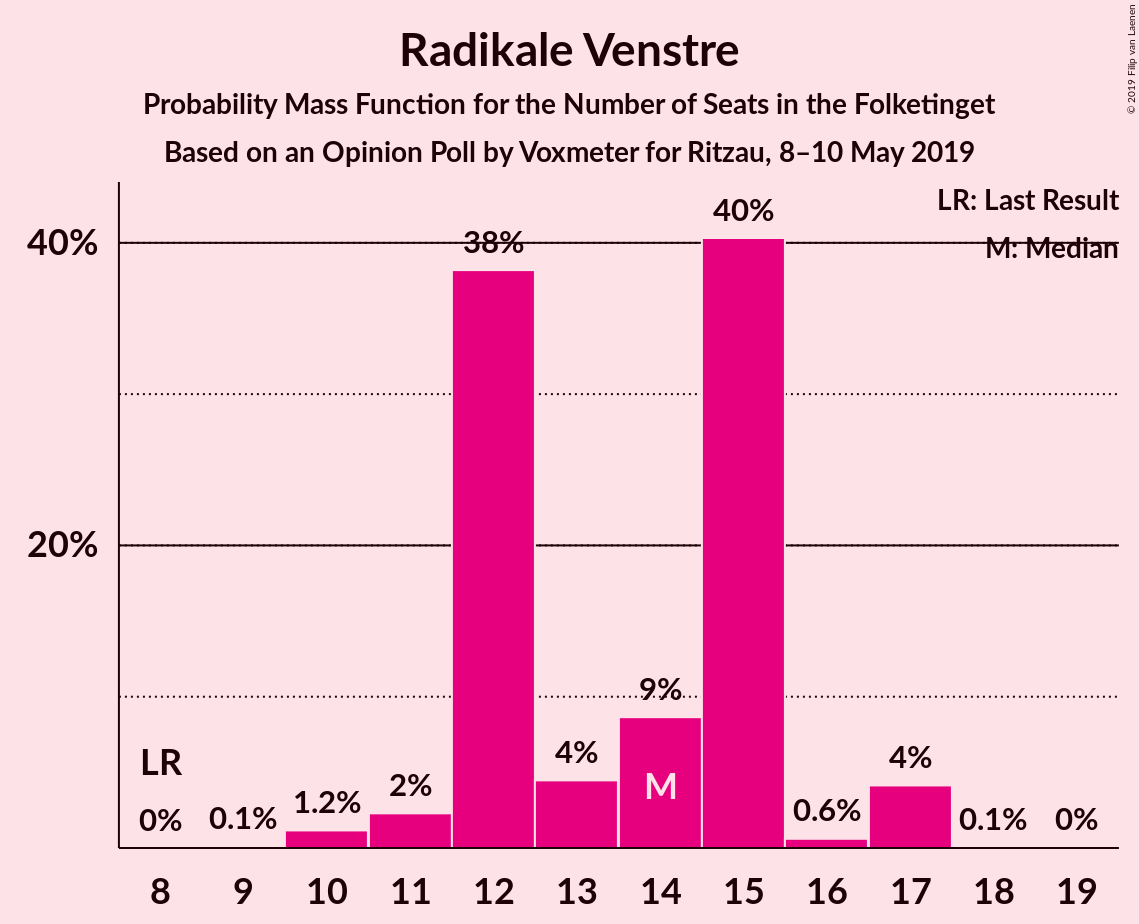 Radikale Venstre
Probability Mass Function for the Number of Seats in the Folketinget
Based on an Opinion Poll by Voxmeter for Ritzau, 8–10 May 2019
© 2019 Filip van Laenen
LR: Last Result
M: Median
40%
20%
LR
0%
0.1%
1.2%
2%
38%
4%
9%
M
40%
0.6%
4%
0.1%
0%
8 9 10 11 12 13 14 15 16 17 18 19